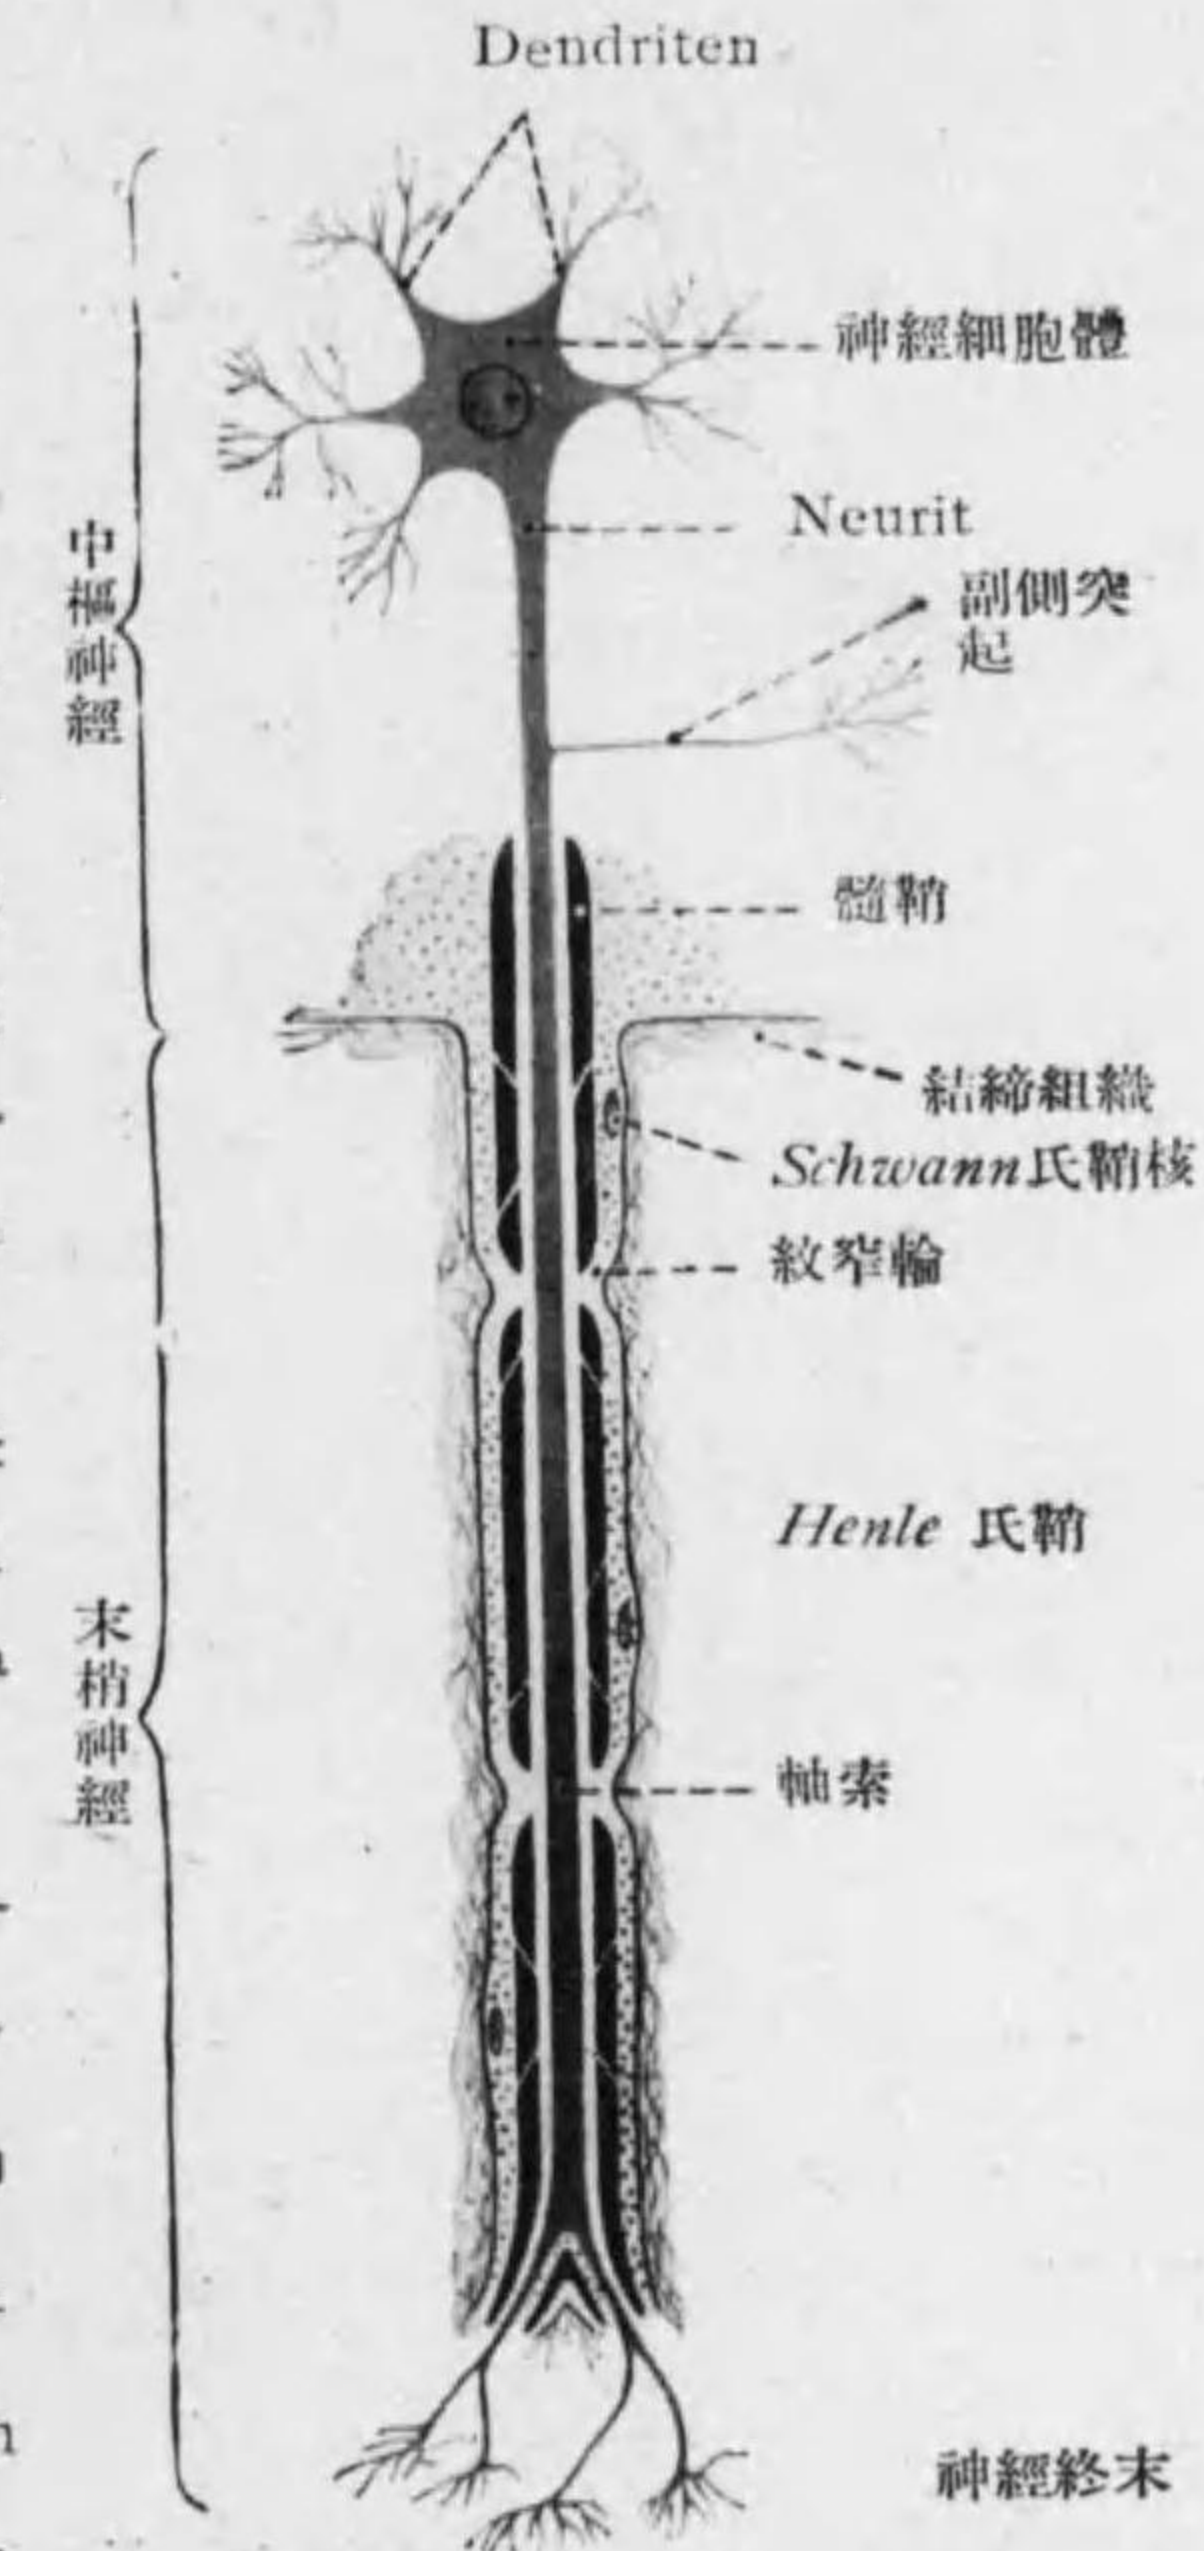 Dendriten
神經細胞體
Neurit
副側突
起
中樞神經
髓鞘
結締組織
Schwann氏鞘核
紋窄輪
Henle 氏鞘
末梢神經
軸索
神經終末